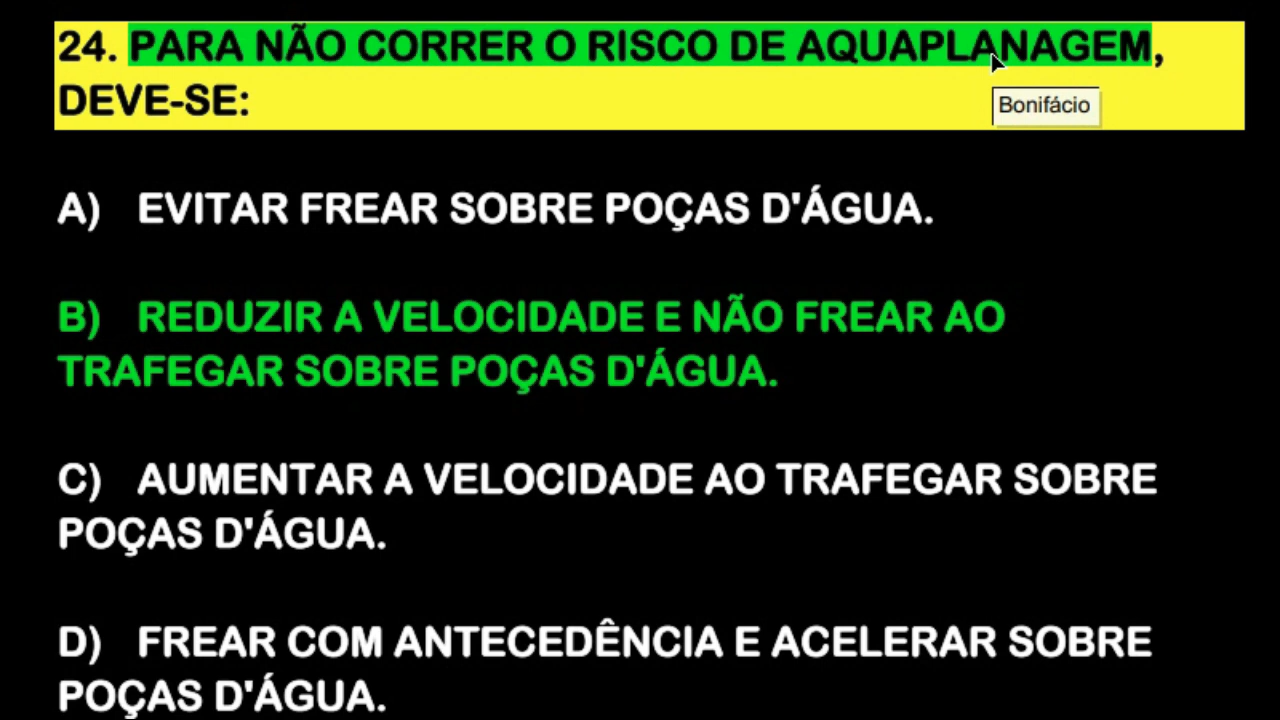 24. PARA NÃO CORRER O RISCO DE AQUAPLANAGEM,
DEVE-SE:
Bonifácio
A) EVITAR FREAR SOBRE POÇAS D'ÁGUA.
B) REDUZIR A VELOCIDADE E NÃO FREAR AO
TRAFEGAR SOBRE POÇAS D'ÁGUA.
C) AUMENTAR A VELOCIDADE AO TRAFEGAR SOBRE
POÇAS D'ÁGUA.
D) FREAR COM ANTECEDÊNCIA E ACELERAR SOBRE
POÇAS D'ÁGUA.